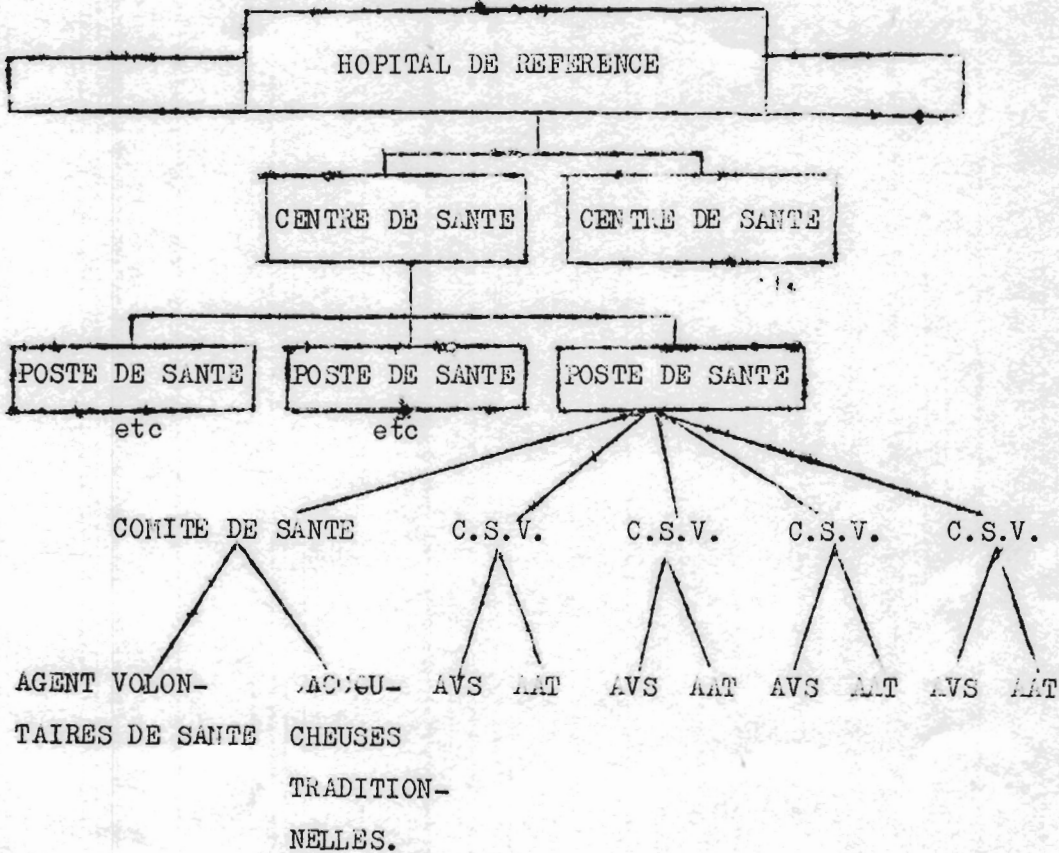 HOPITAL DE REFERENCE
CENTRE DE SANTE CENTRE DE SANTE
POSTE DE SANTE POSTE DE SANTE POSTE DE SANTE
etc etc
COMITE DE SANTE C.S.V. C.S.V. C.S.V. C.S.V.
AGENT VOLON- ACCOU- AVS AAT AVS AAT AVS AAT AVS AAT
TAIRES DE SANTE CHEUSES
TRADITION-
NELLES.